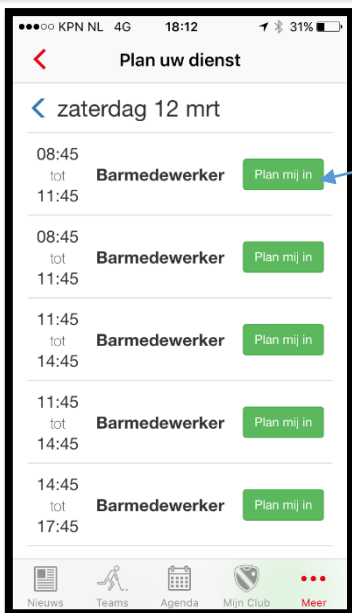 KPN NL 4G 18:12 31%
Plan uw dienst
zaterdag 12 mrt
08:45
tot
11:45
Barmedewerker
Plan mij in
08:45
tot
11:45
Barmedewerker
Plan mij in
11:45
tot
14:45
Barmedewerker
Plan mij in
11:45
tot
14:45
Barmedewerker
Plan mij in
14:45
tot
17:45
Barmedewerker
Plan mij in
Nieuws Teams Agenda Mijn Club Meer